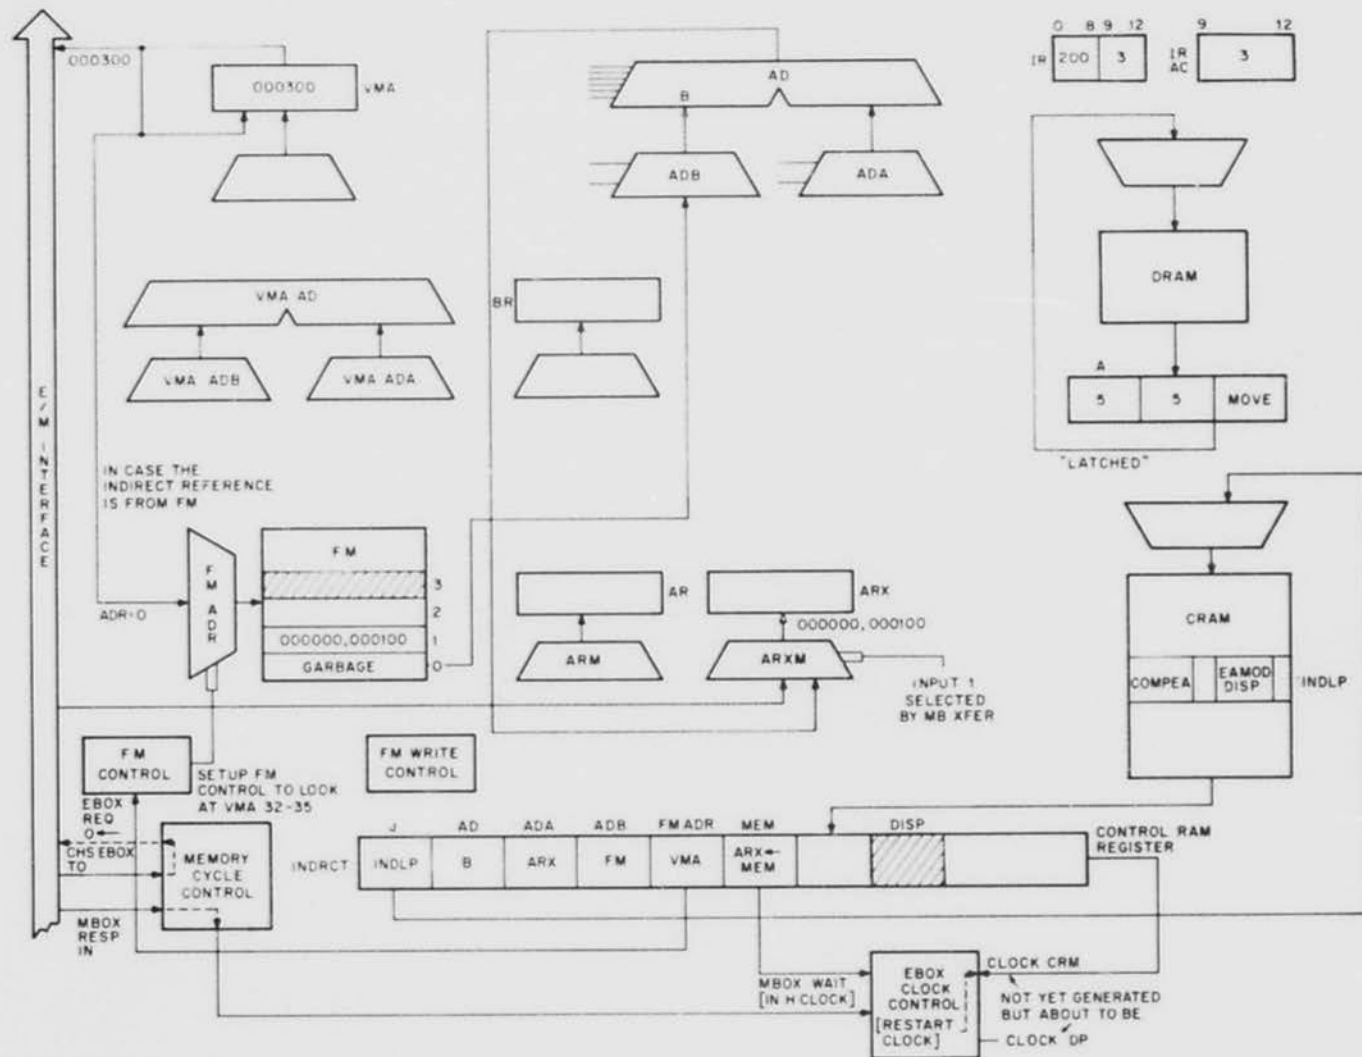 0 8 9 12
9 12
IR 200 3
IR AC 3
000300
000300 VMA
AD
B
ADB
ADA
DRAM
VMA AD
BR
VMA ADB
VMA ADA
A
5 5 MOVE
"LATCHED"
E/M INTERFACE
IN CASE THE
INDIRECT REFERENCE
IS FROM FM
FM ADR
FM
3
2
000000,000100 1
GARBAGE 0
ADR=0
AR
ARX
000000,000100
ARM
ARXM
INPUT 1
SELECTED
BY MB XFER
CRAM
COMPEA
EAMOD
DISP
INDLP
FM
CONTROL
SETUP FM
CONTROL TO LOOK
AT VMA 32-35
FM WRITE
CONTROL
EBOX
REQ
0
CHSEBOX
TO
MEMORY
CYCLE
CONTROL
MBOX
RESP
IN
J AD ADA ADB FM ADR MEM DISP
INDRCT INDLP B ARX FM VMA ARX←
MEM
CONTROL RAM
REGISTER
MBOX WAIT
[IN H CLOCK]
EBOX
CLOCK
CONTROL
[RESTART
CLOCK]
CLOCK CRM
NOT YET GENERATED
BUT ABOUT TO BE
CLOCK DP